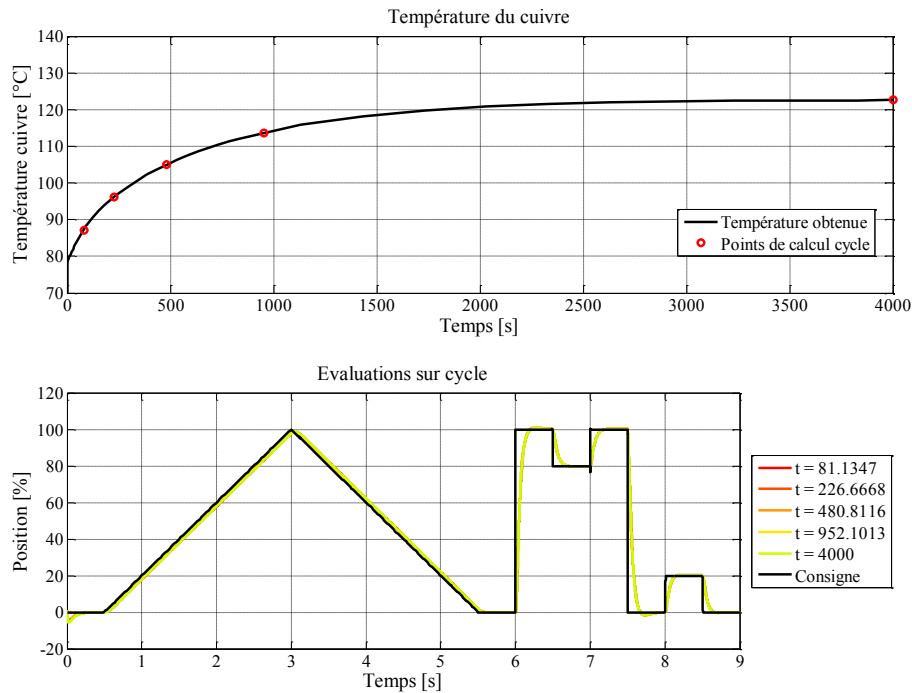 Température du cuivre
Température cuivre [°C]
140
130
120
110
100
90
80
70
Température obtenue
Points de calcul cycle
0 500 1000 1500 2000 2500 3000 3500 4000
Temps [s]
Evaluations sur cycle
Position [%]
120
100
80
60
40
20
0
-20
t = 81.1347
t = 226.6668
t = 480.8116
t = 952.1013
t = 4000
Consigne
0 1 2 3 4 5 6 7 8 9
Temps [s]